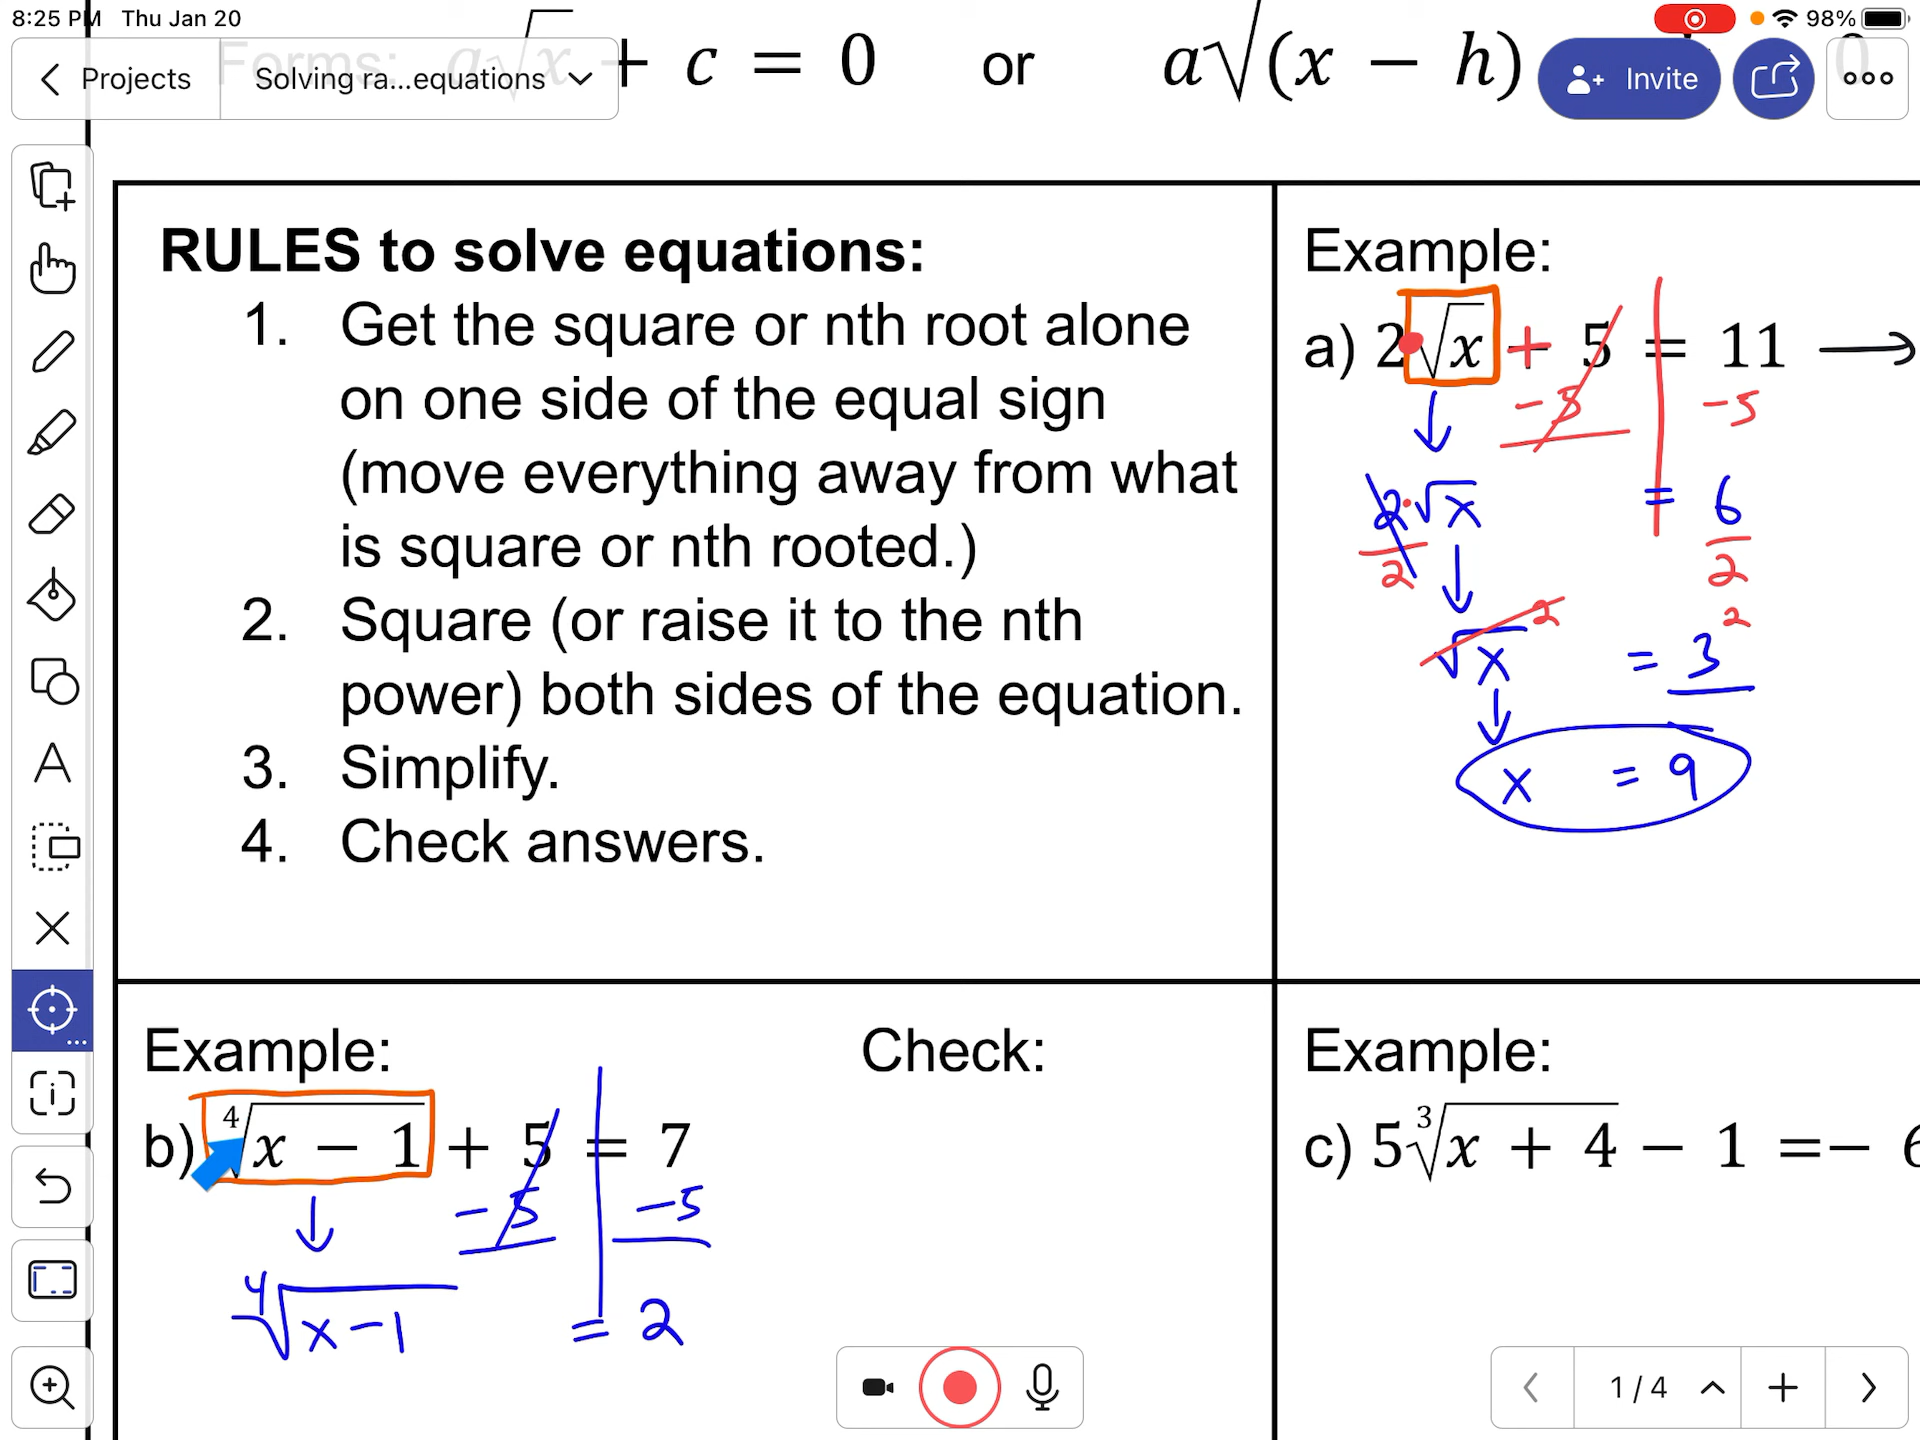 8:25 PM Thu Jan 20
98%
Projects
Solving ra...equations
Forms: a√x + c = 0 or a√(x − h)
Invite
RULES to solve equations:
1. Get the square or nth root alone
on one side of the equal sign
(move everything away from what
is square or nth rooted.)
2. Square (or raise it to the nth
power) both sides of the equation.
3. Simplify.
4. Check answers.
Example:
a) 2√x + 5 = 11 →
−5 −5
2·√x = 6
2 2
√x² = 3²
x = 9
Example:
Check:
b) ⁴√(x − 1) + 5 = 7
−5 −5
⁴√(x−1) = 2
Example:
c) 5∛(x + 4) − 1 =− 6
1 / 4